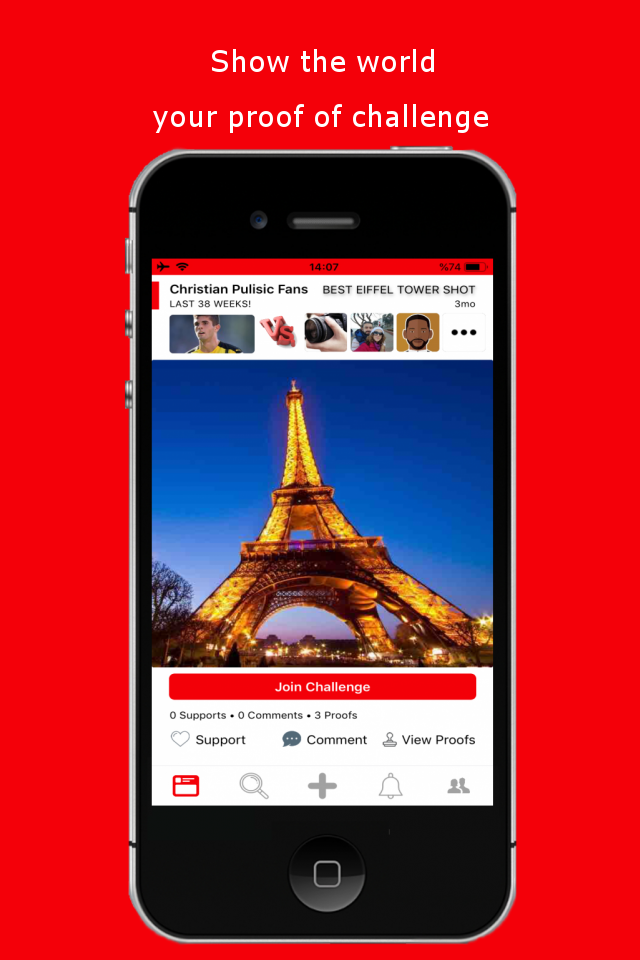 Show the world
your proof of challenge
14:07 %74
Christian Pulisic Fans BEST EIFFEL TOWER SHOT
LAST 38 WEEKS! 3mo
VS
Join Challenge
0 Supports • 0 Comments • 3 Proofs
Support Comment View Proofs